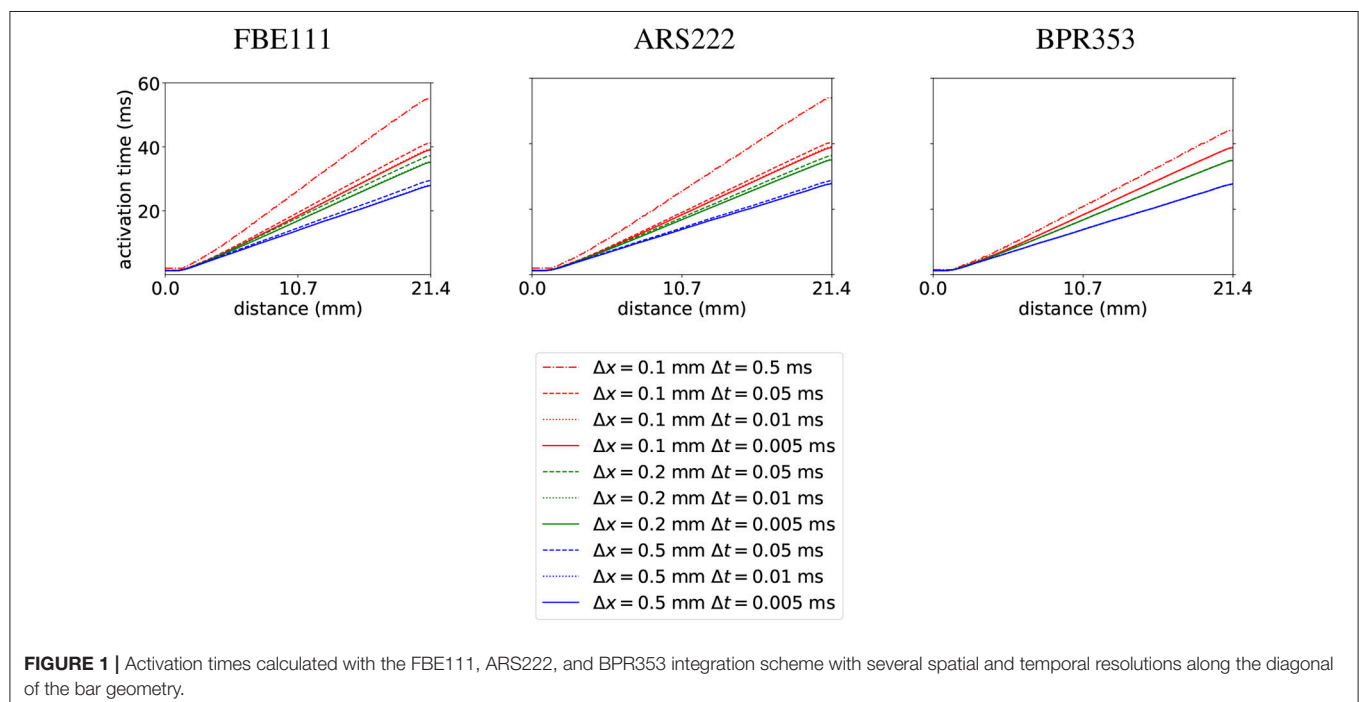 FBE111
ARS222
BPR353
activation time (ms)
60
40
20
0.0 10.7 21.4
distance (mm)
0.0 10.7 21.4
distance (mm)
0.0 10.7 21.4
distance (mm)
Δx = 0.1 mm Δt = 0.5 ms
Δx = 0.1 mm Δt = 0.05 ms
Δx = 0.1 mm Δt = 0.01 ms
Δx = 0.1 mm Δt = 0.005 ms
Δx = 0.2 mm Δt = 0.05 ms
Δx = 0.2 mm Δt = 0.01 ms
Δx = 0.2 mm Δt = 0.005 ms
Δx = 0.5 mm Δt = 0.05 ms
Δx = 0.5 mm Δt = 0.01 ms
Δx = 0.5 mm Δt = 0.005 ms
FIGURE 1 | Activation times calculated with the FBE111, ARS222, and BPR353 integration scheme with several spatial and temporal resolutions along the diagonal
of the bar geometry.